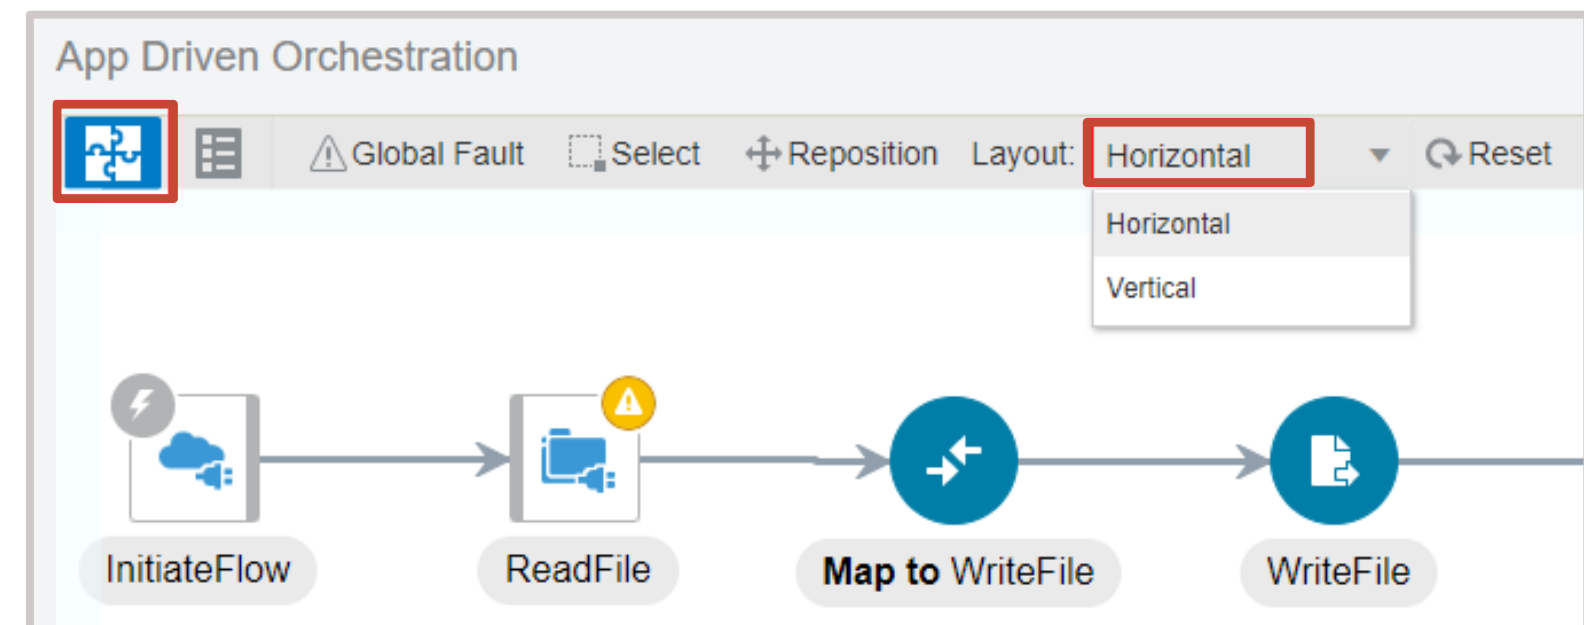 App Driven Orchestration
Global Fault Select Reposition Layout: Horizontal Reset
Horizontal
Vertical
InitiateFlow ReadFile Map to WriteFile WriteFile